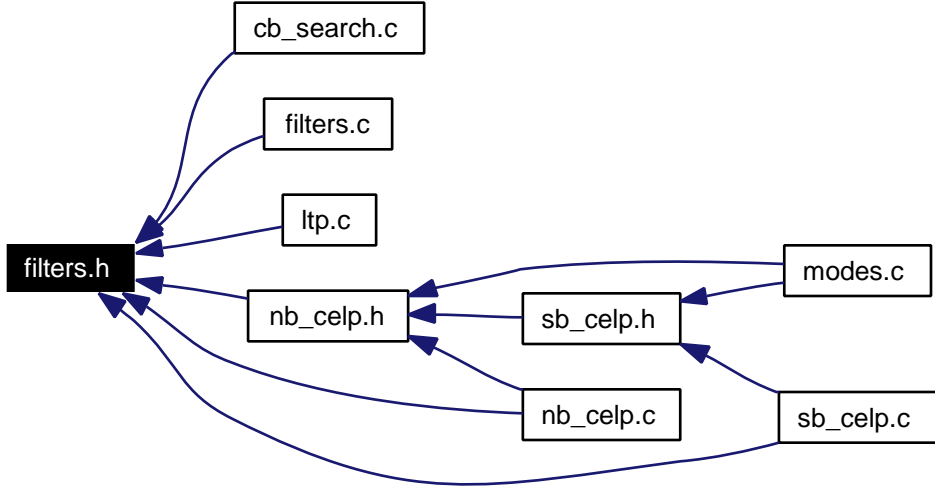 cb_search.c
filters.c
ltp.c
filters.h
modes.c
nb_celp.h
sb_celp.h
nb_celp.c
sb_celp.c